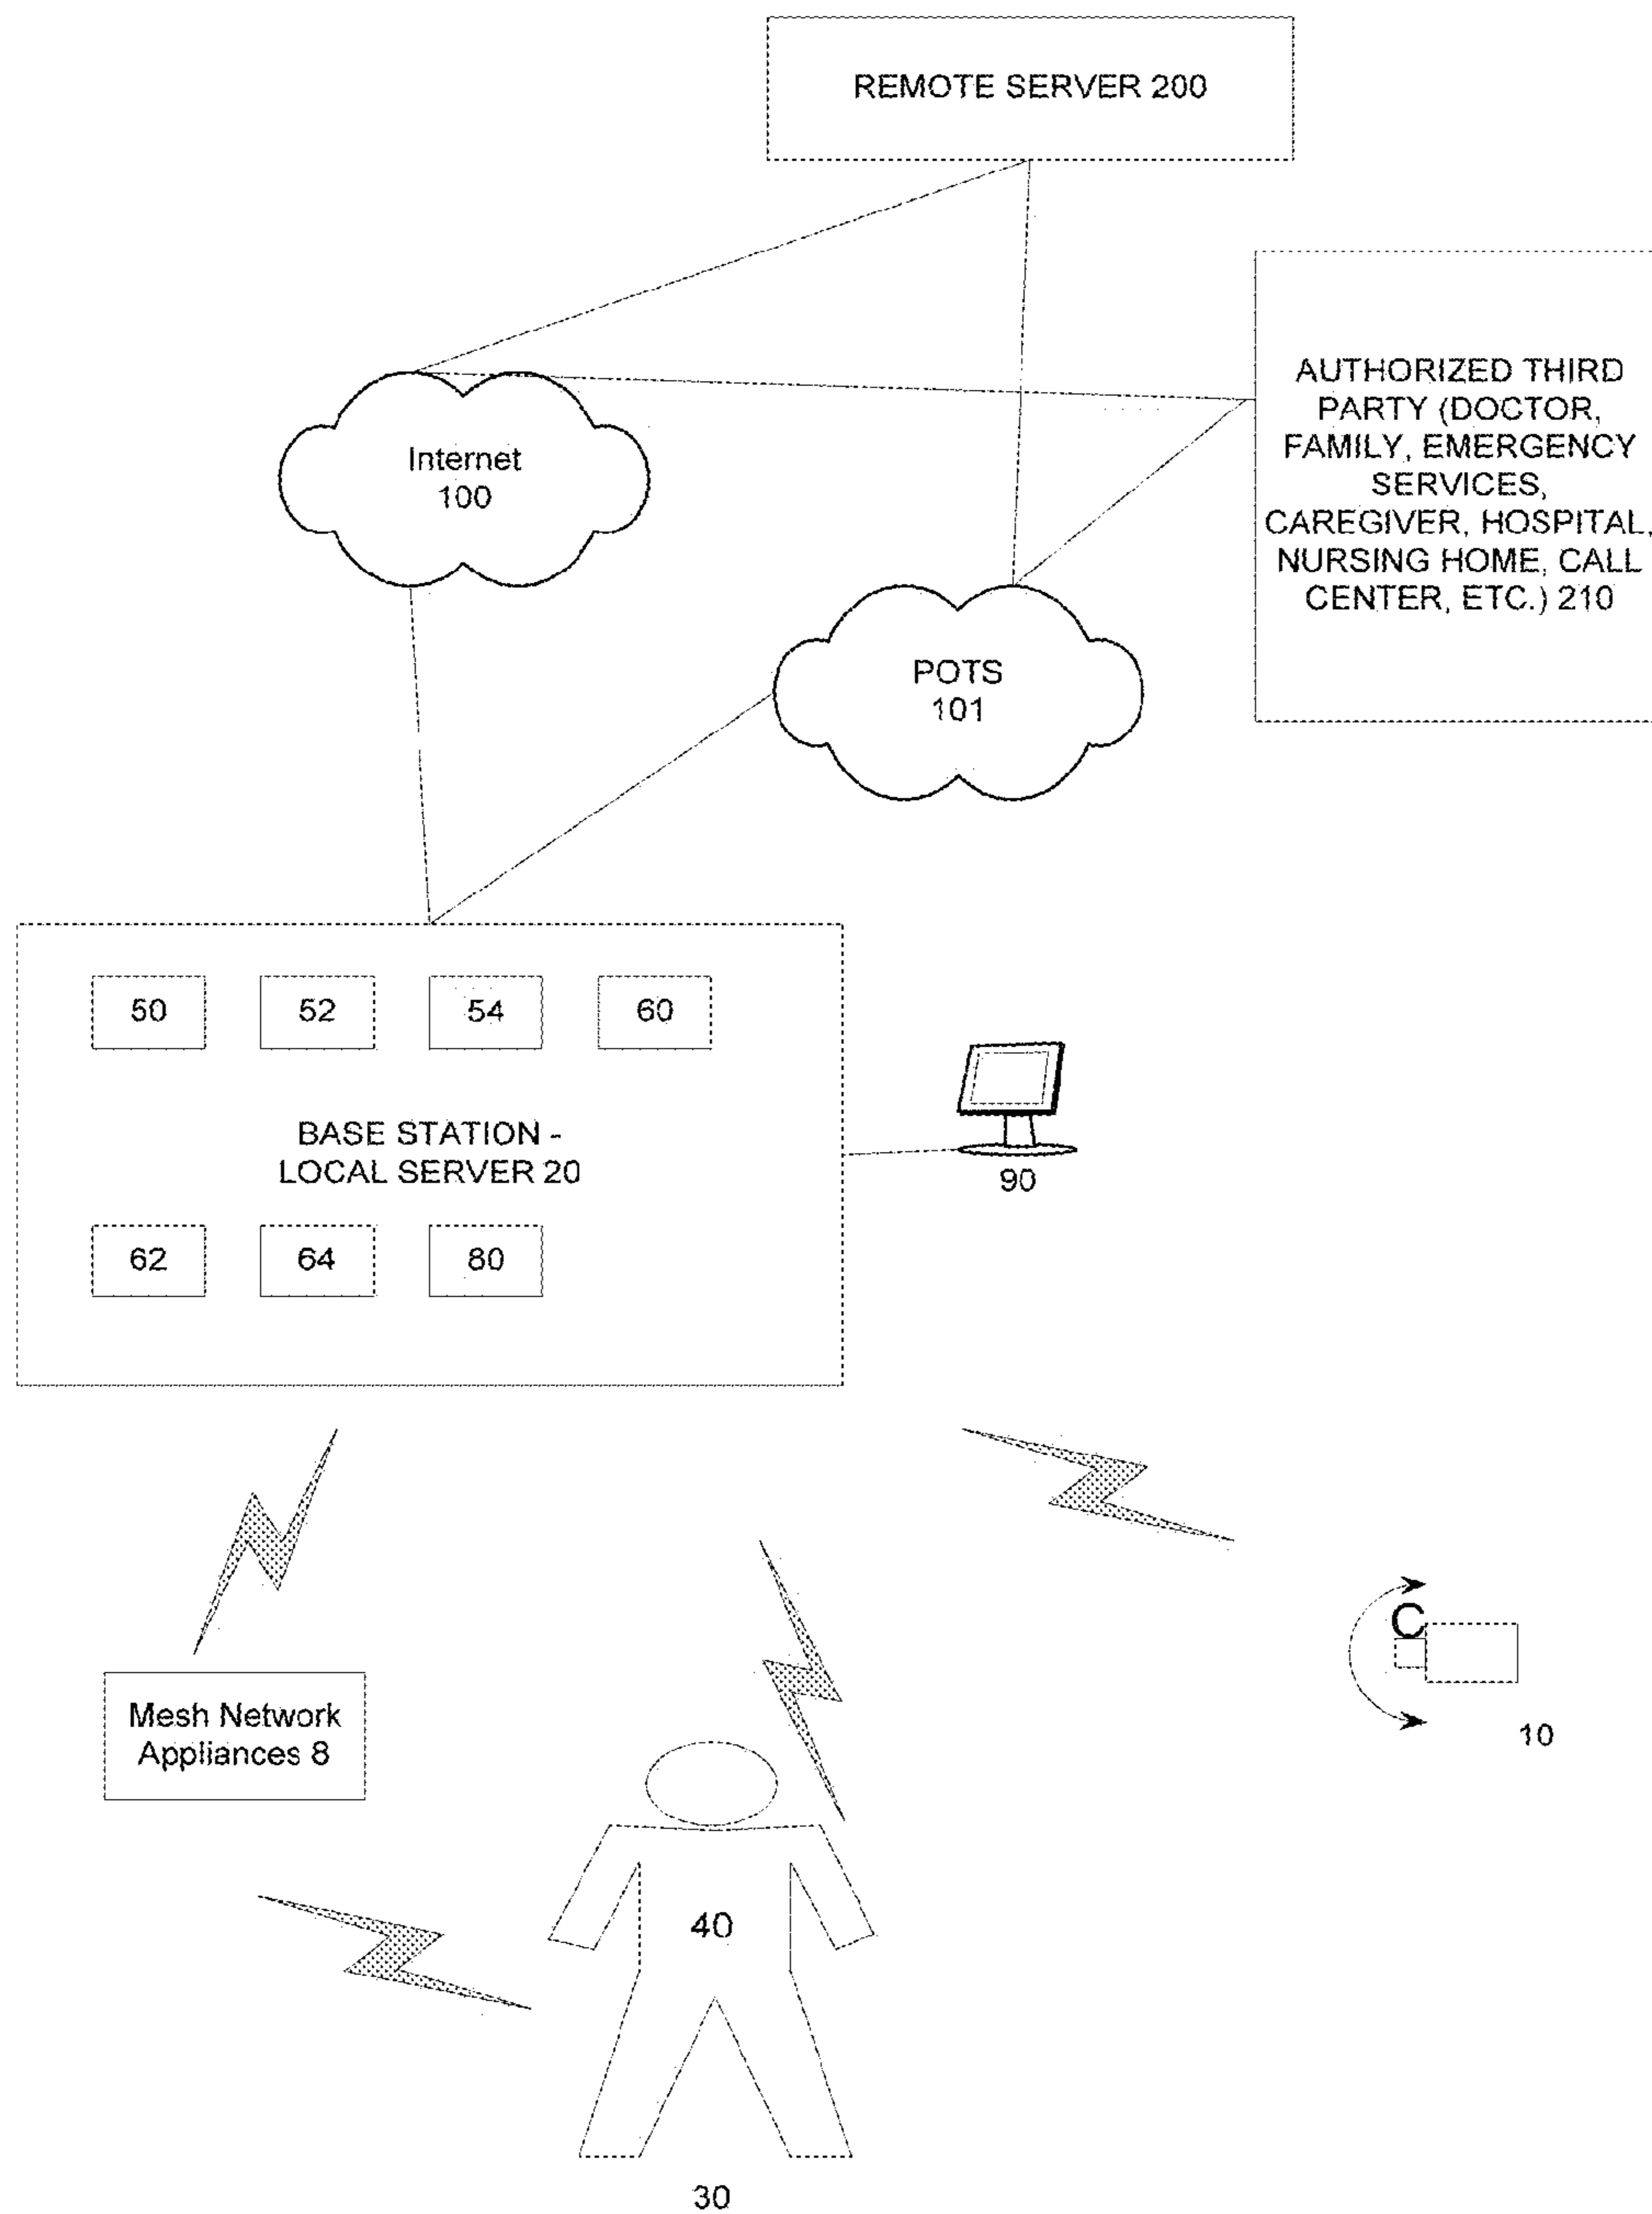 REMOTE SERVER 200
AUTHORIZED THIRD
PARTY (DOCTOR,
FAMILY, EMERGENCY
SERVICES,
CAREGIVER, HOSPITAL,
NURSING HOME, CALL
CENTER, ETC.) 210
Internet
100
POTS
101
50
52
54
60
BASE STATION -
LOCAL SERVER 20
90
62
64
80
C
10
Mesh Network
Appliances 8
40
30